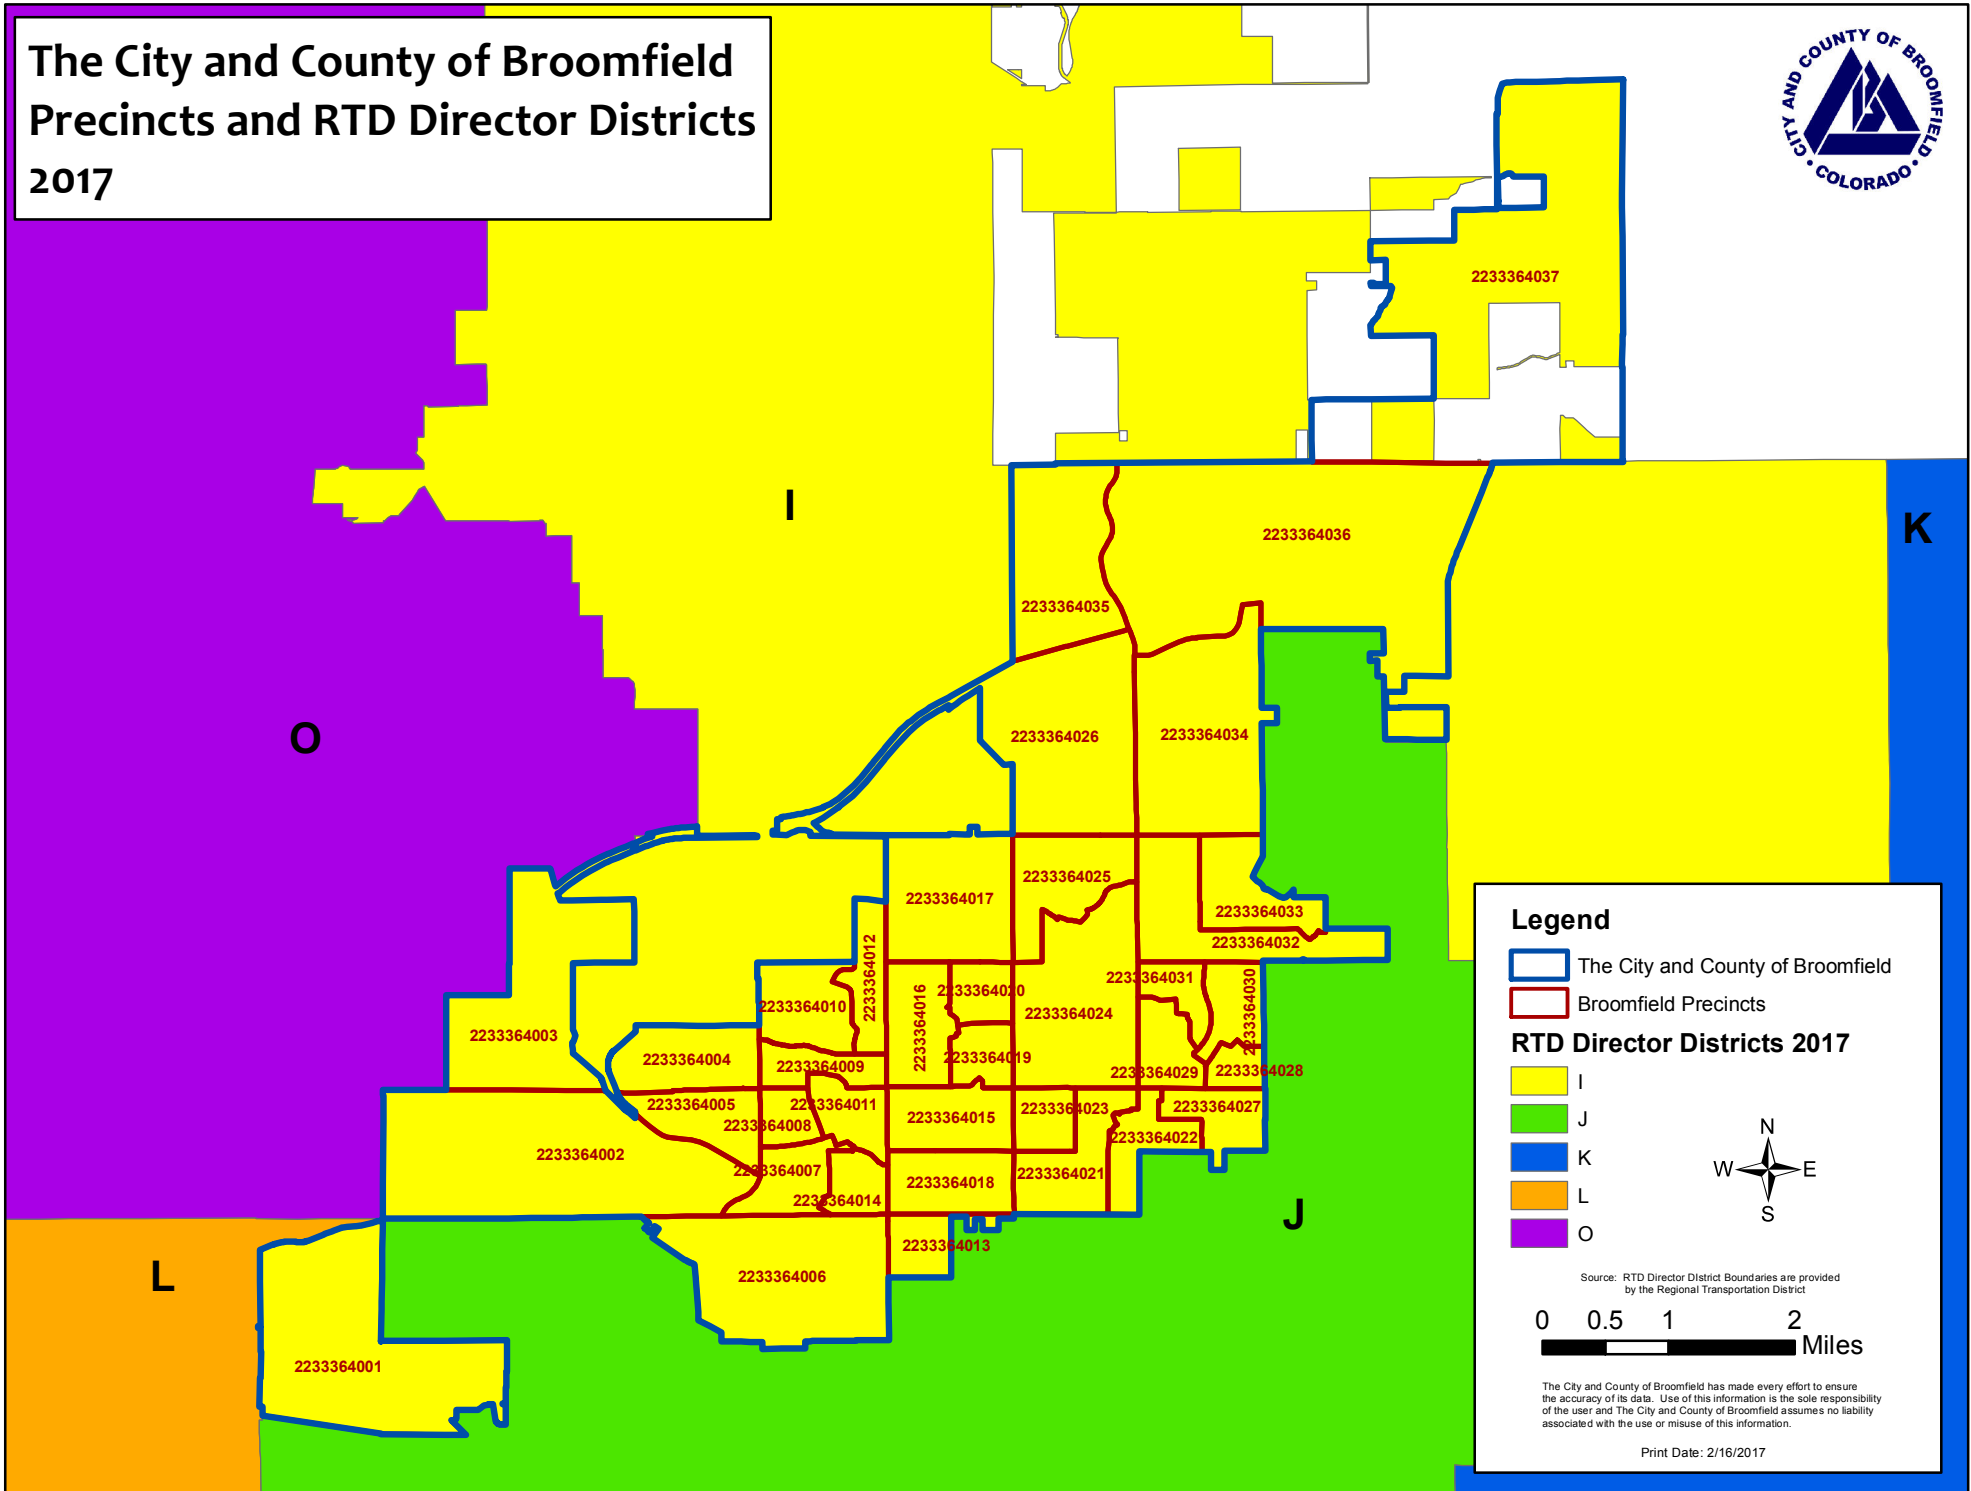 The City and County of Broomfield
Precincts and RTD Director Districts
2017
CITY AND COUNTY OF BROOMFIELD
• COLORADO •
2233364037
I
K
2233364036
2233364035
O
2233364026
2233364034
2233364025
2233364017
2233364033
2233364032
2233364012
2233364031
2233364030
2233364010
2233364016
2233364020
2233364024
2233364003
2233364004
2233364009
2233364019
2233364029
2233364028
2233364005
2233364011
2233364008
2233364015
2233364023
2233364027
2233364022
2233364002
2233364007
2233364021
2233364018
2233364014
J
2233364013
L
2233364006
2233364001
Legend
The City and County of Broomfield
Broomfield Precincts
RTD Director Districts 2017
I
J
K
L
O
N
W
E
S
Source: RTD Director DIstrict Boundaries are provided
by the Regional Transportation District
0 0.5 1 2
Miles
The City and County of Broomfield has made every effort to ensure
the accuracy of its data. Use of this information is the sole responsibility
of the user and The City and County of Broomfield assumes no liability
associated with the use or misuse of this information.
Print Date: 2/16/2017